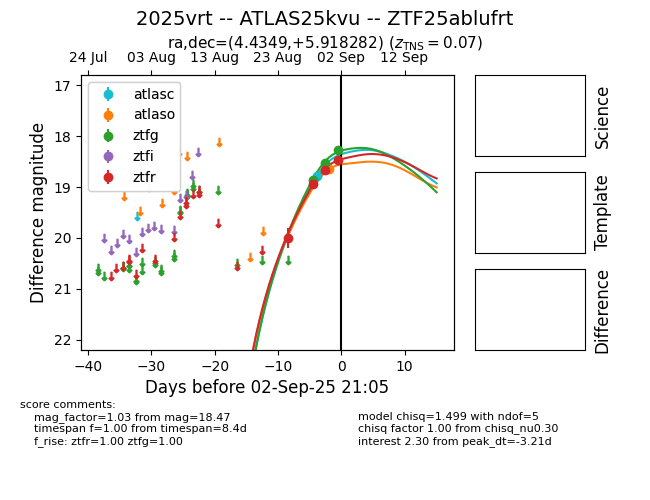 2025vrt -- ATLAS25kvu -- ZTF25ablufrt
ra,dec=(4.4349,+5.918282) (zTNS = 0.07)
24 Jul 03 Aug 13 Aug 23 Aug 02 Sep 12 Sep
atlasc
atlaso
ztfg
ztfi
ztfr
17
18
19
20
21
22
Difference magnitude
−40 −30 −20 −10 0 10
Days before 02-Sep-25 21:05
Science
Template
Difference
score comments:
mag_factor=1.03 from mag=18.47
timespan f=1.00 from timespan=8.4d
f_rise: ztfr=1.00 ztfg=1.00
model chisq=1.499 with ndof=5
chisq factor 1.00 from chisq_nu0.30
interest 2.30 from peak_dt=-3.21d